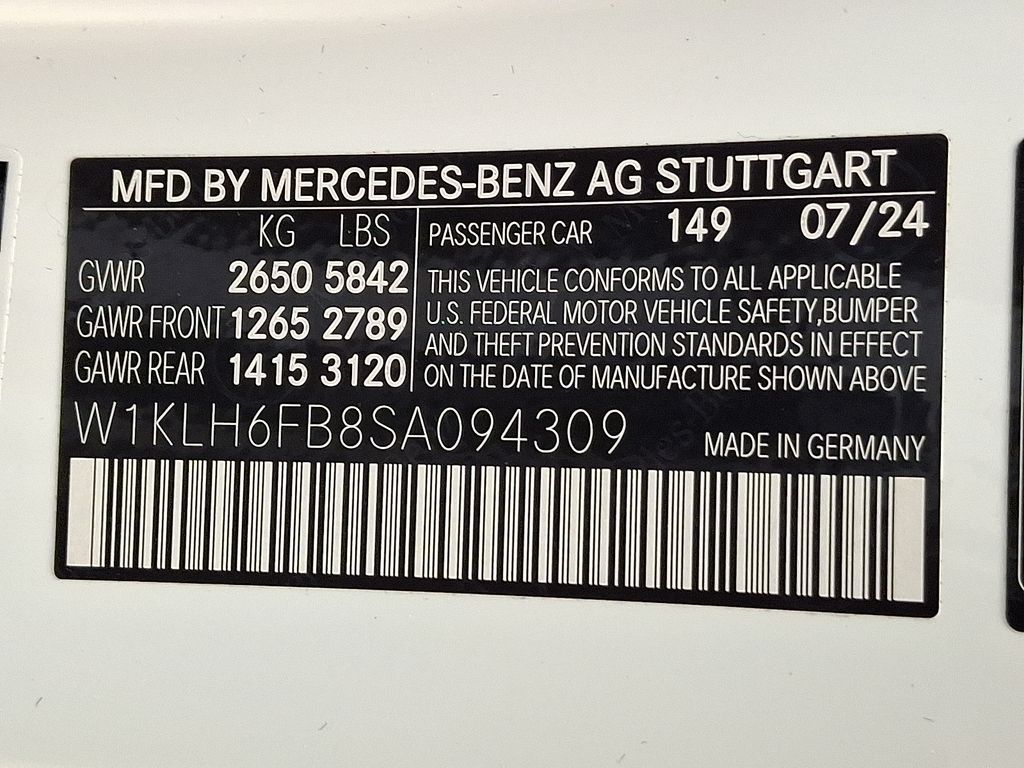 MFD BY MERCEDES-BENZ AG STUTTGART
KG LBS
GVWR 2650 5842
GAWR FRONT 1265 2789
GAWR REAR 1415 3120
PASSENGER CAR 149 07/24
THIS VEHICLE CONFORMS TO ALL APPLICABLE
U.S. FEDERAL MOTOR VEHICLE SAFETY,BUMPER
AND THEFT PREVENTION STANDARDS IN EFFECT
ON THE DATE OF MANUFACTURE SHOWN ABOVE
W1KLH6FB8SA094309
MADE IN GERMANY